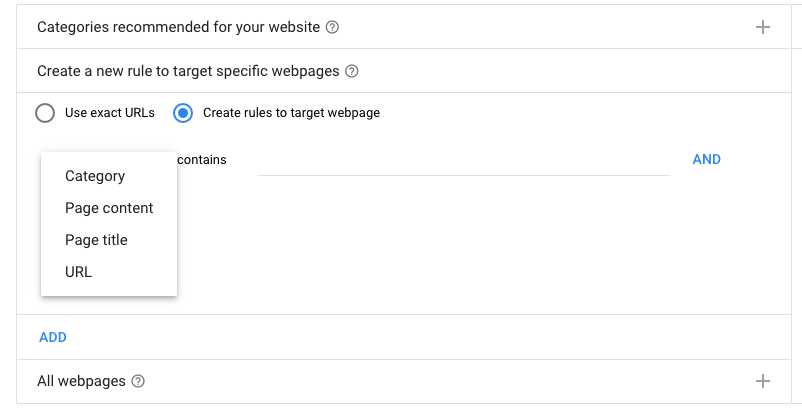 Categories recommended for your website
Create a new rule to target specific webpages
Use exact URLs Create rules to target webpage
contains AND
Category
Page content
Page title
URL
ADD
All webpages